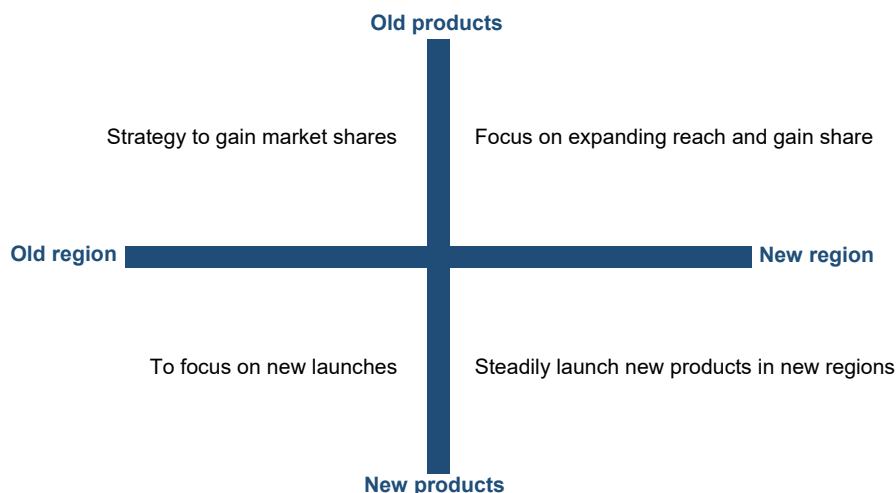 Old products
Strategy to gain market shares
Focus on expanding reach and gain share
Old region
New region
To focus on new launches
Steadily launch new products in new regions
New products